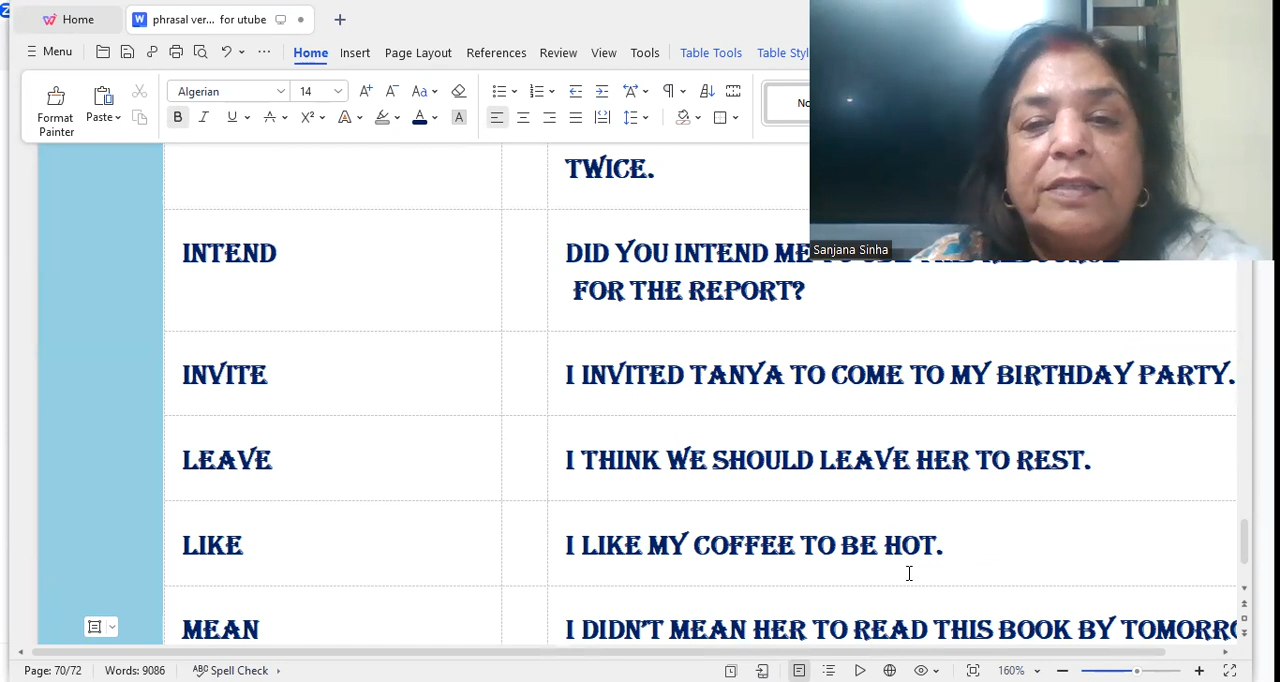 Home
phrasal ver... for utube
Menu
Home Insert Page Layout References Review View Tools Table Tools Table Styl
Algerian 14
Format Painter
Paste
TWICE.
INTEND
DID YOU INTEND ME TO
FOR THE REPORT?
INVITE
I INVITED TANYA TO COME TO MY BIRTHDAY PARTY.
LEAVE
I THINK WE SHOULD LEAVE HER TO REST.
LIKE
I LIKE MY COFFEE TO BE HOT.
MEAN
I DIDN'T MEAN HER TO READ THIS BOOK BY
Sanjana Sinha
Page: 70/72 Words: 9086 Spell Check 160%